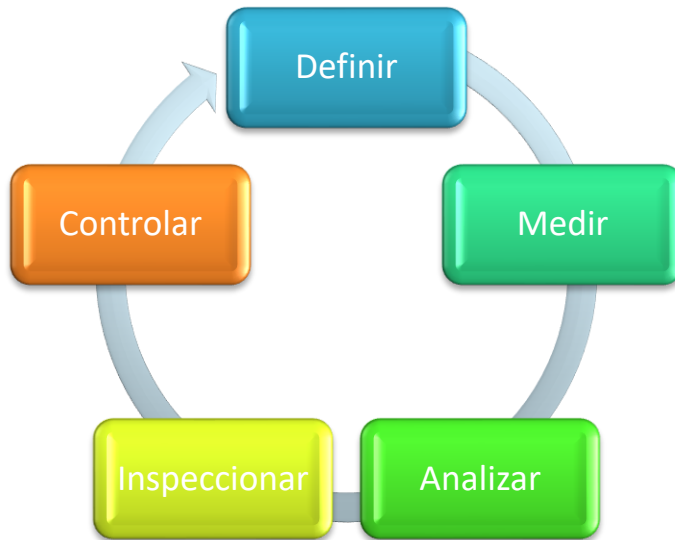 Definir
Medir
Analizar
Inspeccionar
Controlar